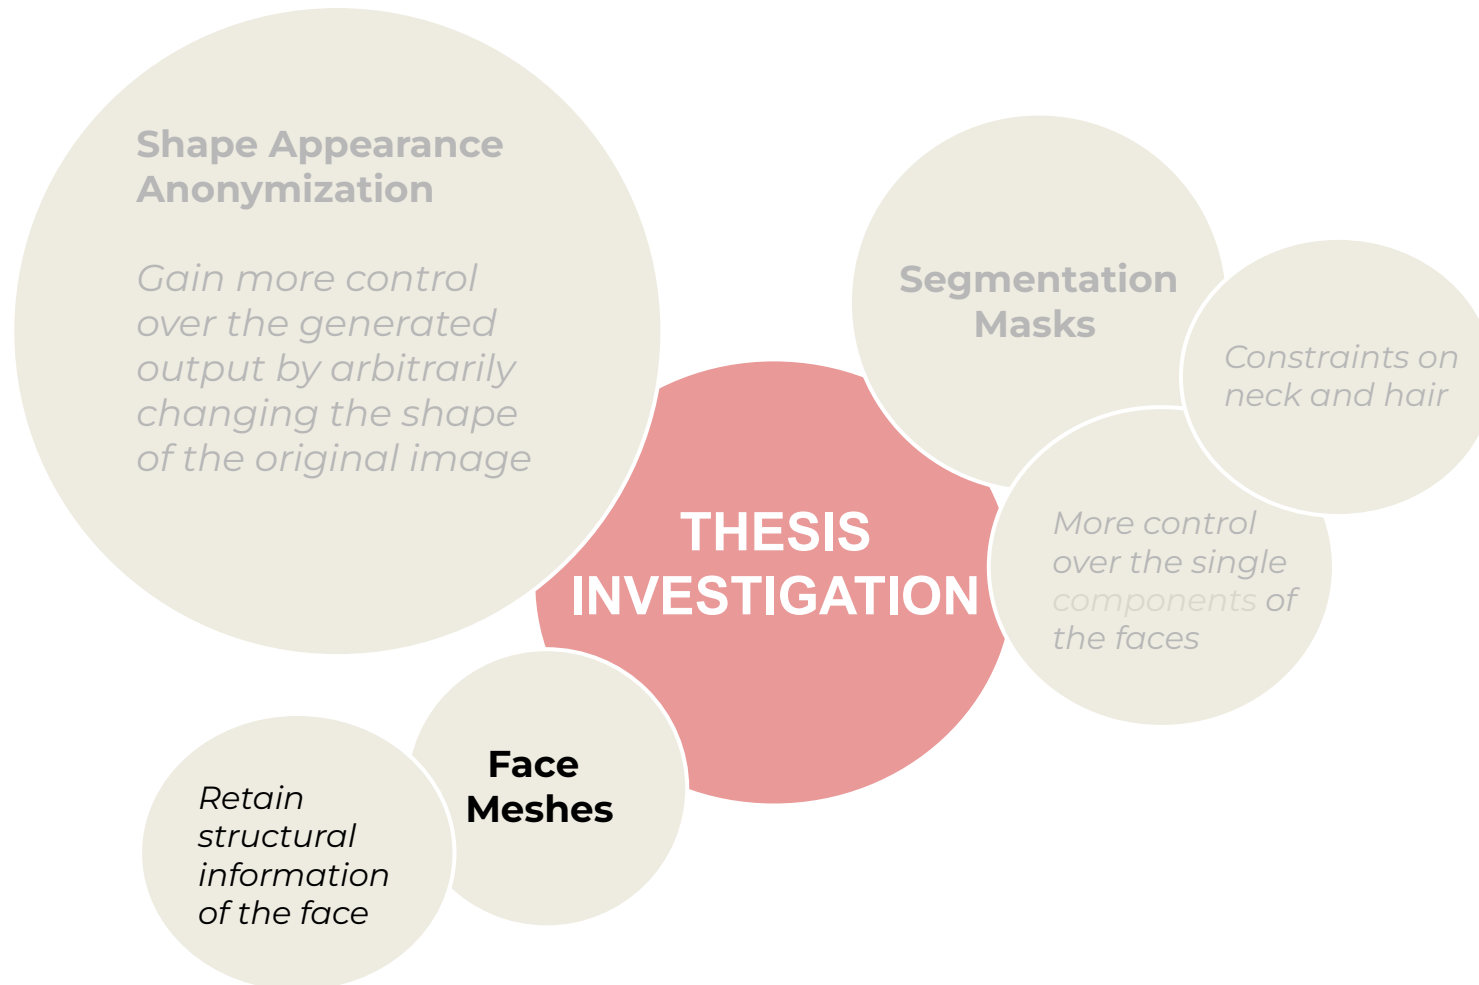 Shape Appearance
Anonymization
Gain more control
over the generated
output by arbitrarily
changing the shape
of the original image
Segmentation
Masks
Constraints on
neck and hair
More control
over the single
components of
the faces
THESIS
INVESTIGATION
Face
Meshes
Retain
structural
information
of the face